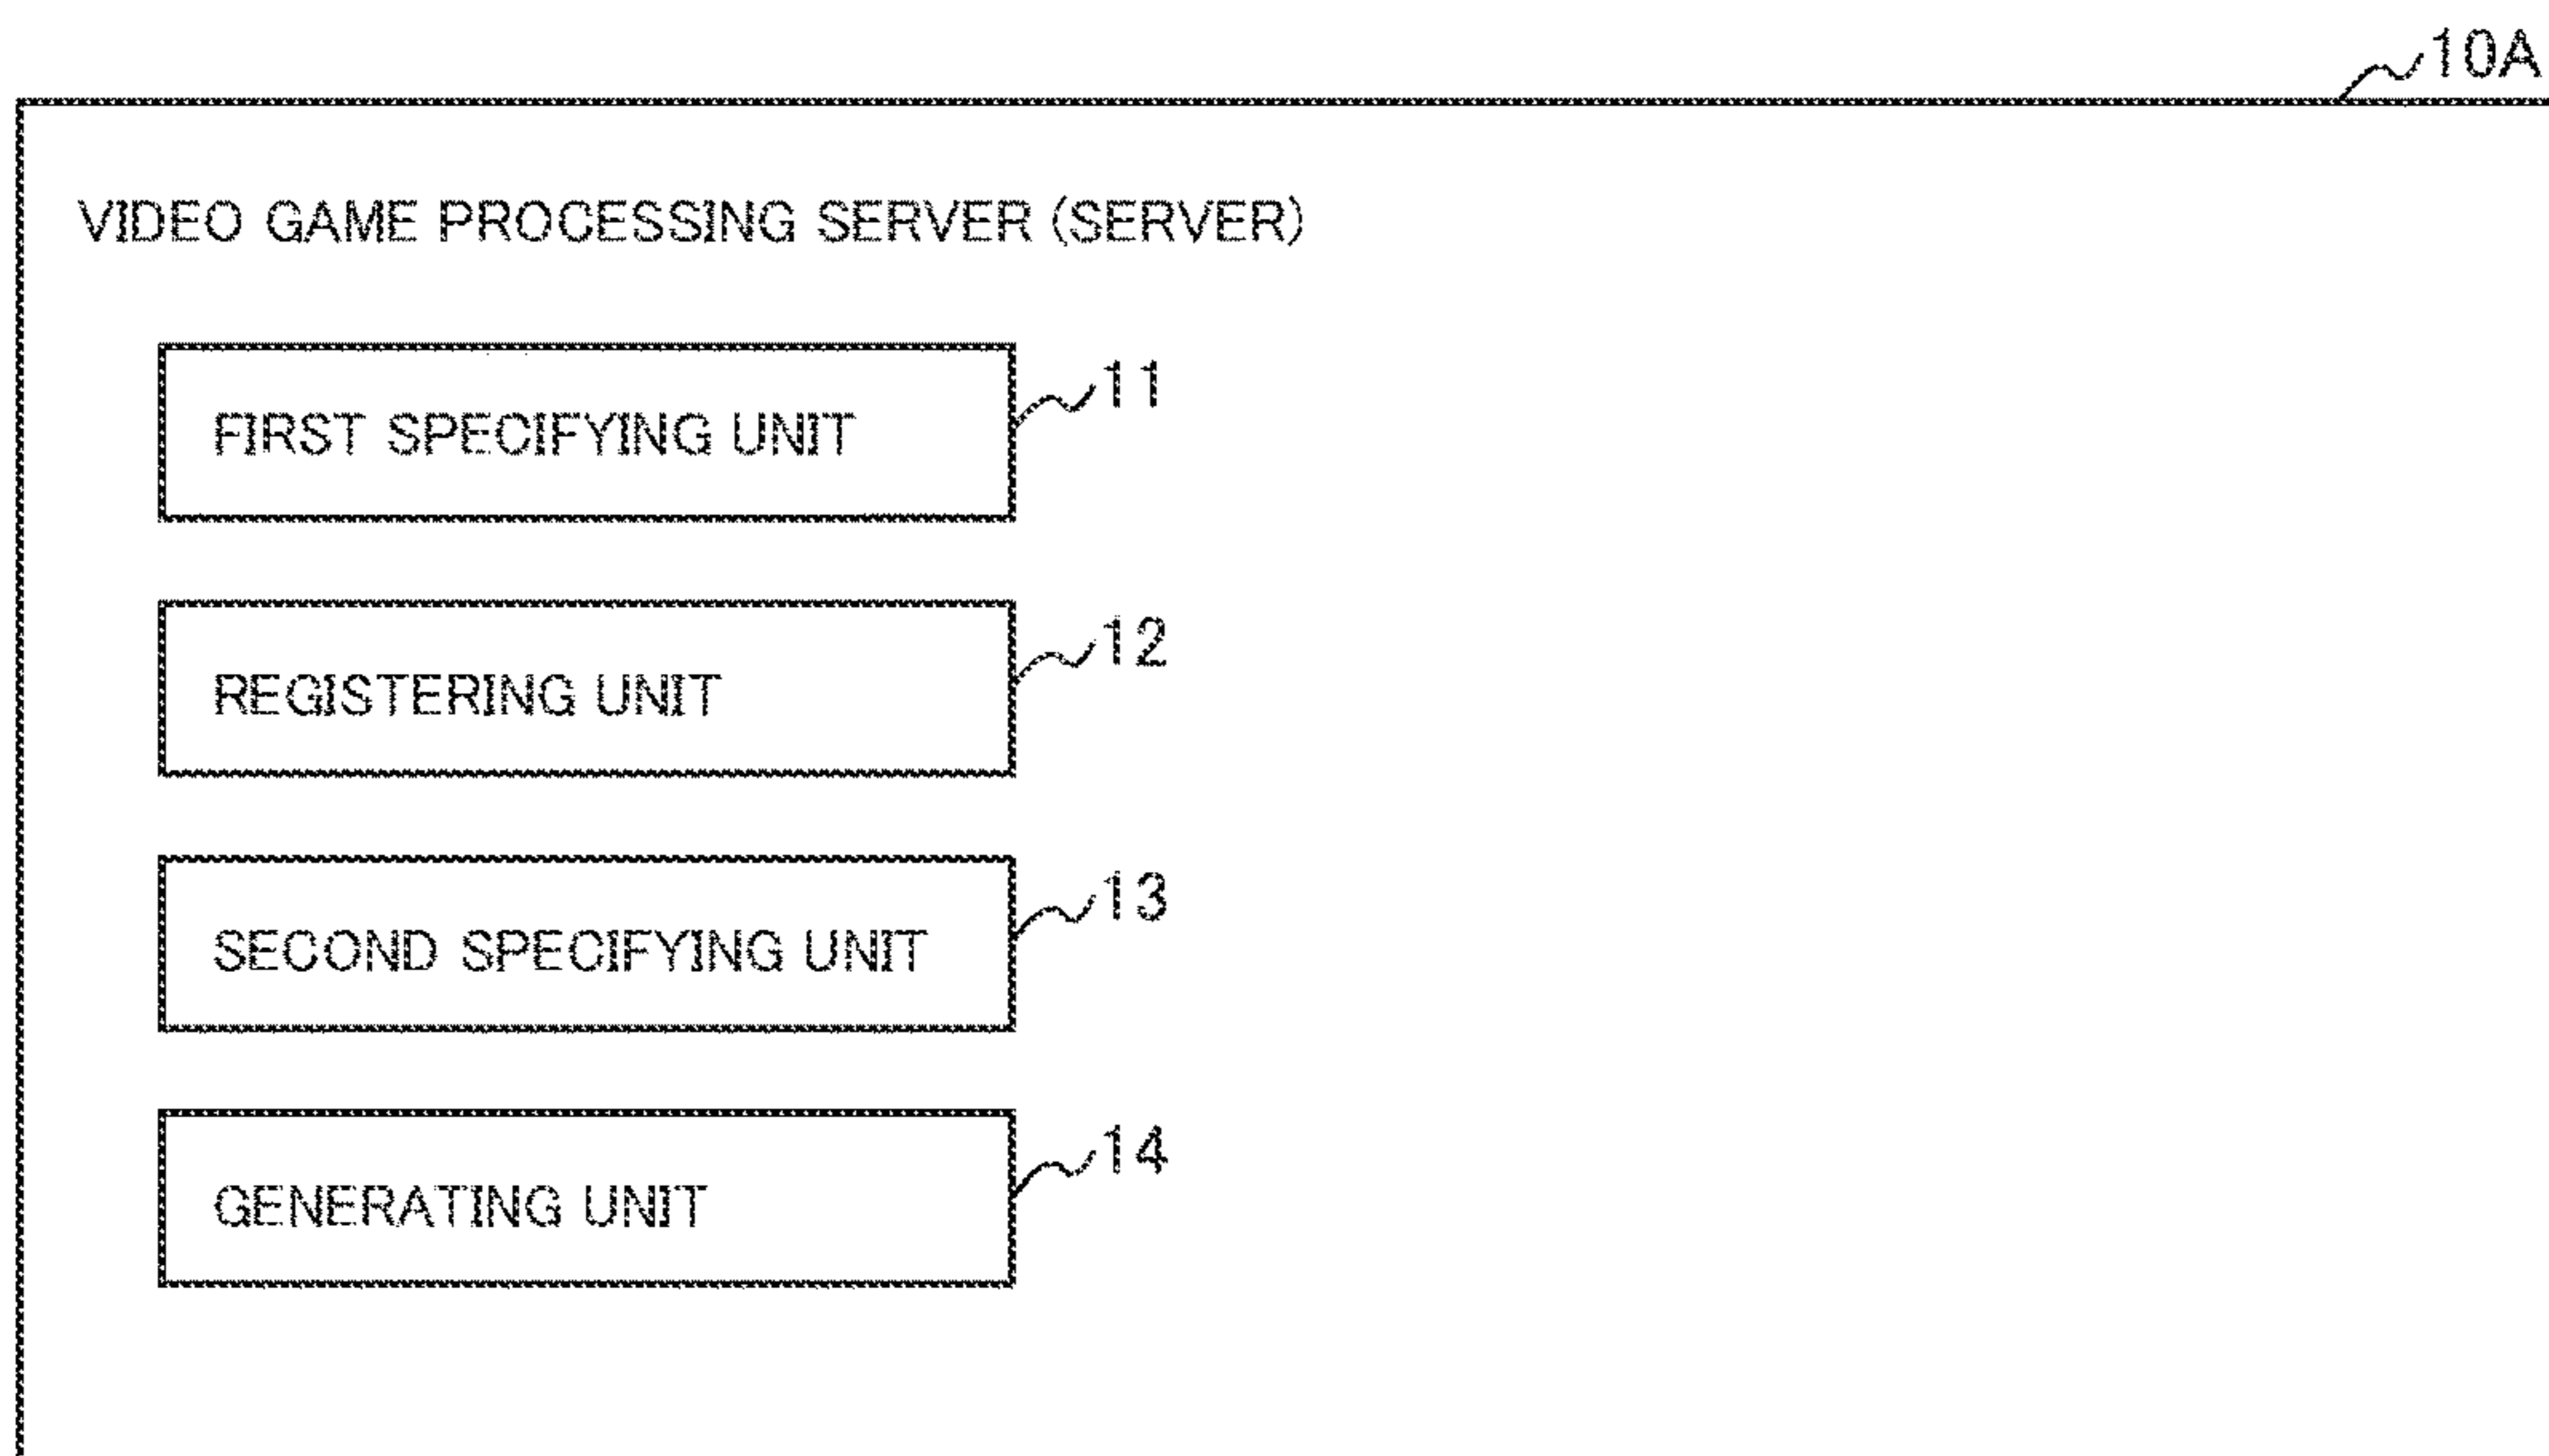 10A
VIDEO GAME PROCESSING SERVER (SERVER)
11
FIRST SPECIFYING UNIT
12
REGISTERING UNIT
13
SECOND SPECIFYING UNIT
14
GENERATING UNIT